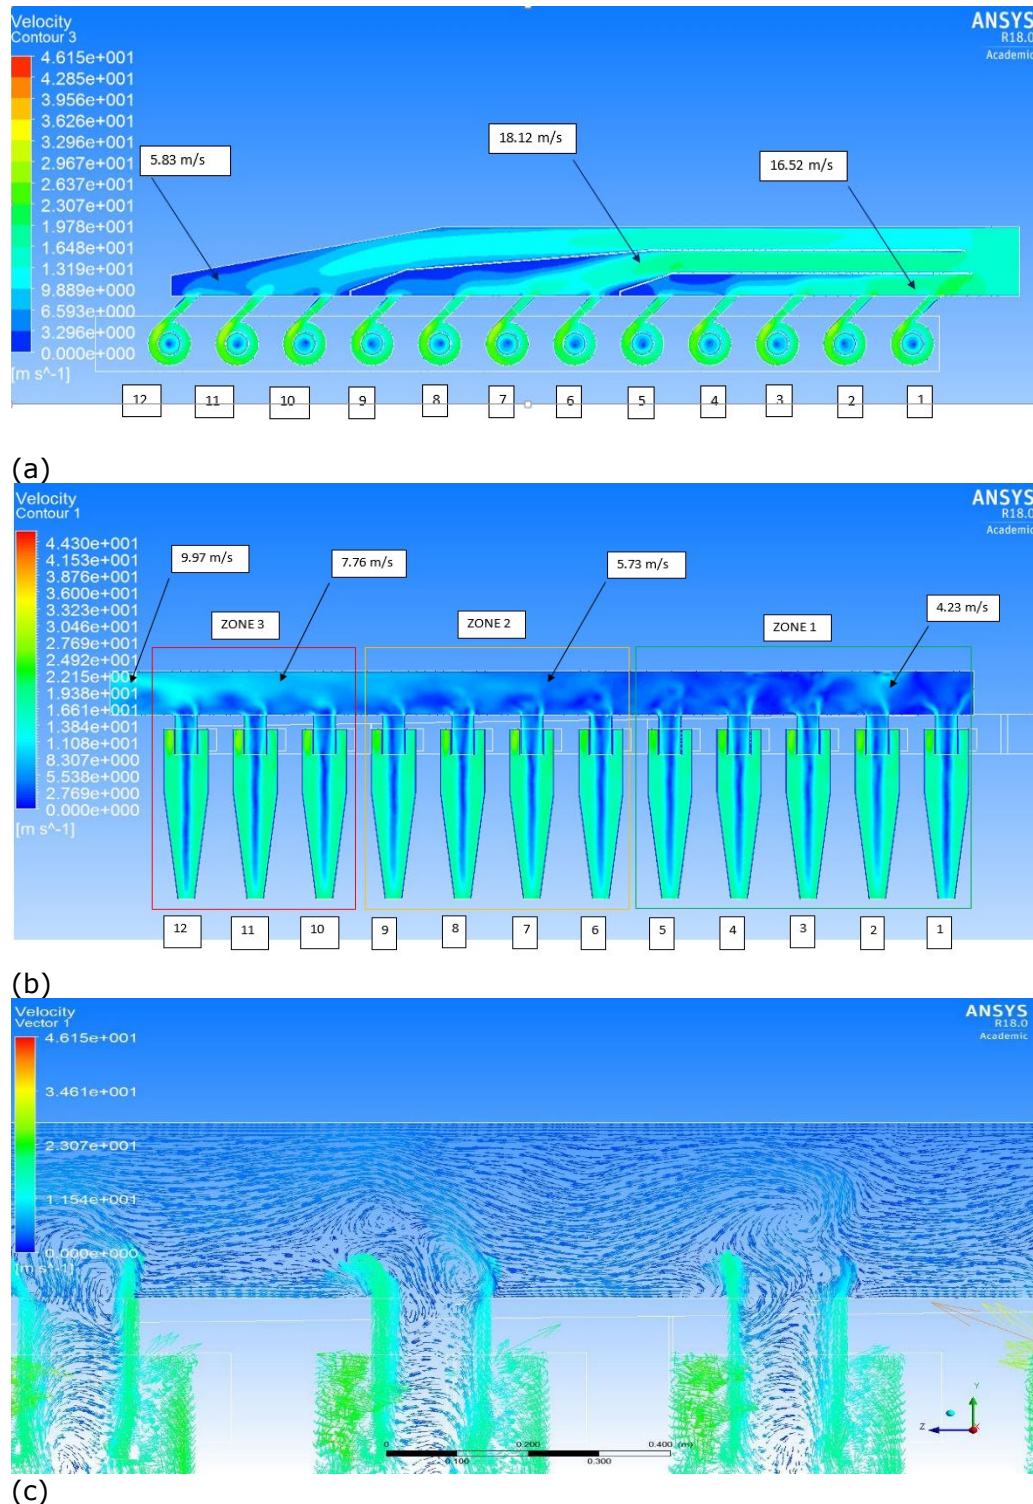 Velocity
Contour 3
ANSYS
R18.0
Academic
4.615e+001
4.285e+001
3.956e+001
3.626e+001
3.296e+001
2.967e+001
2.637e+001
2.307e+001
1.978e+001
1.648e+001
1.319e+001
9.889e+000
6.593e+000
3.296e+000
0.000e+000
[m s^-1]
5.83 m/s
18.12 m/s
16.52 m/s
12 11 10 9 8 7 6 5 4 3 2 1
(a)
Velocity
Contour 1
ANSYS
R18.0
Academic
4.430e+001
4.153e+001
3.876e+001
3.600e+001
3.323e+001
3.046e+001
2.769e+001
2.492e+001
2.215e+001
1.938e+001
1.661e+001
1.384e+001
1.108e+001
8.307e+000
5.538e+000
2.769e+000
0.000e+000
[m s^-1]
9.97 m/s
7.76 m/s
5.73 m/s
4.23 m/s
ZONE 3
ZONE 2
ZONE 1
12 11 10 9 8 7 6 5 4 3 2 1
(b)
Velocity
Vector 1
ANSYS
R18.0
Academic
4.615e+001
3.461e+001
2.307e+001
1.154e+001
0.000e+000
[m s^-1]
0 0.200 0.400 (m)
0.100 0.300
Y
Z
(c)